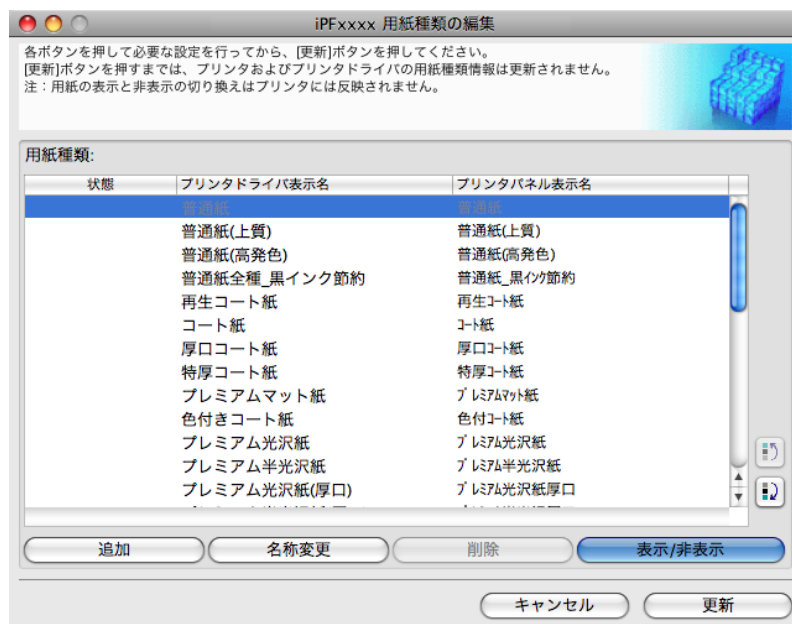 iPFxxxx 用紙種類の編集
各ボタンを押して必要な設定を行ってから、[更新]ボタンを押してください。
[更新]ボタンを押すまでは、プリンタおよびプリンタドライバの用紙種類情報は更新されません。
注：用紙の表示と非表示の切り換えはプリンタには反映されません。
用紙種類:
状態 プリンタドライバ表示名 プリンタパネル表示名
普通紙 普通紙
普通紙(上質) 普通紙(上質)
普通紙(高発色) 普通紙(高発色)
普通紙全種_黒インク節約 普通紙_黒ｲﾝｸ節約
再生コート紙 再生ｺｰﾄ紙
コート紙 ｺｰﾄ紙
厚口コート紙 厚口ｺｰﾄ紙
特厚コート紙 特厚ｺｰﾄ紙
プレミアムマット紙 ﾌﾟﾚﾐｱﾑﾏｯﾄ紙
色付きコート紙 色付ｺｰﾄ紙
プレミアム光沢紙 ﾌﾟﾚﾐｱﾑ光沢紙
プレミアム半光沢紙 ﾌﾟﾚﾐｱﾑ半光沢紙
プレミアム光沢紙(厚口) ﾌﾟﾚﾐｱﾑ光沢紙厚口
追加 名称変更 削除 表示/非表示
キャンセル 更新